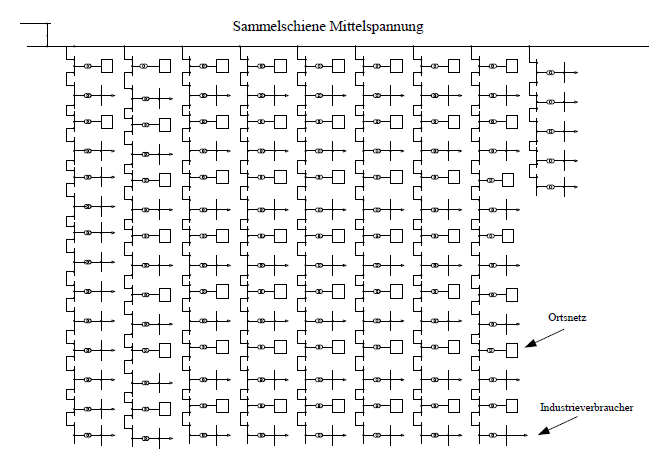 Sammelschiene Mittelspannung
Ortsnetz
Industrieverbraucher